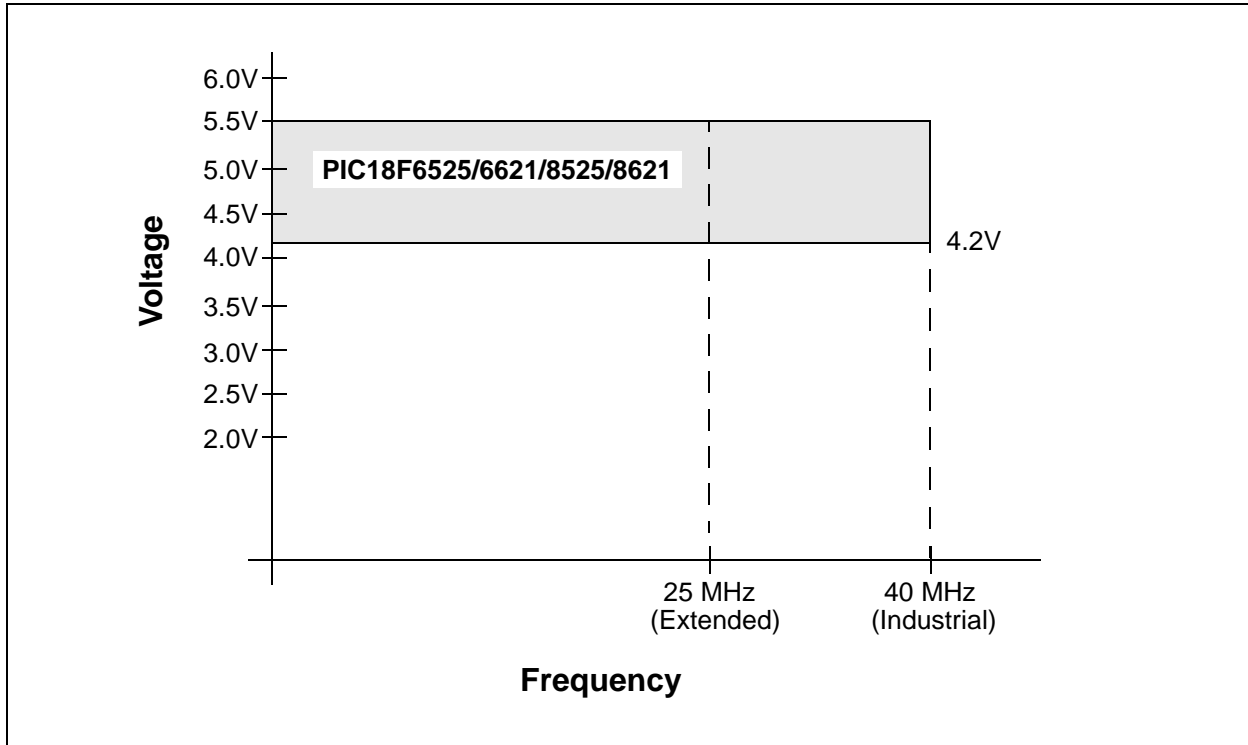 6.0V
5.5V
5.0V
4.5V
4.0V
3.5V
3.0V
2.5V
2.0V
Voltage
PIC18F6525/6621/8525/8621
4.2V
25 MHz
(Extended)
40 MHz
(Industrial)
Frequency